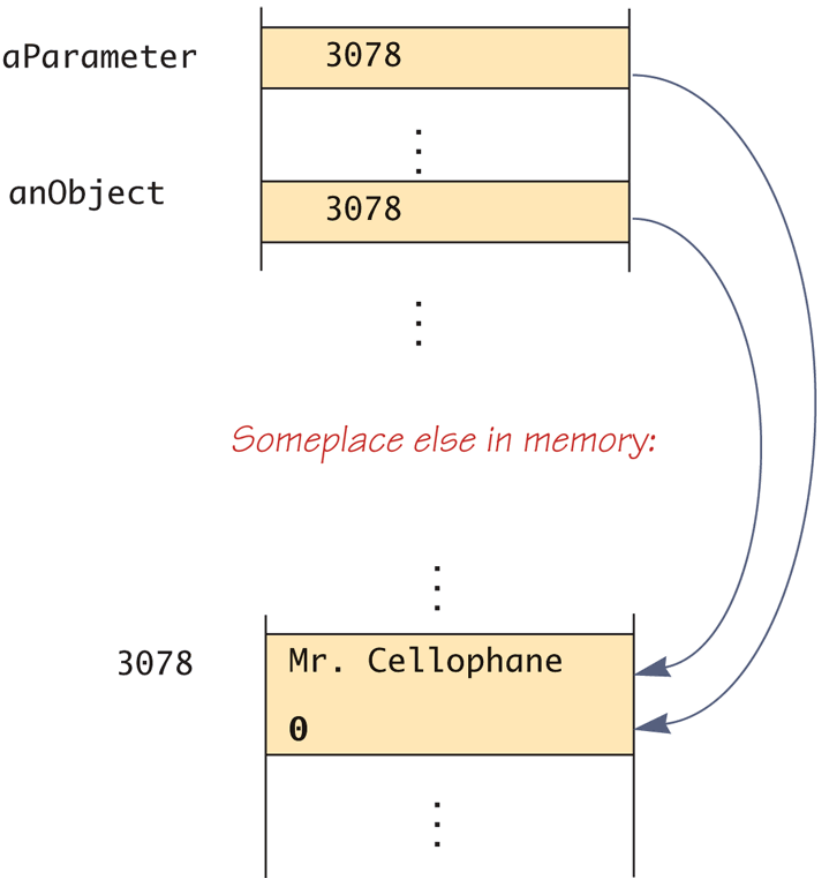 aParameter 3078
anObject 3078
Someplace else in memory:
3078 Mr. Cellophane
0